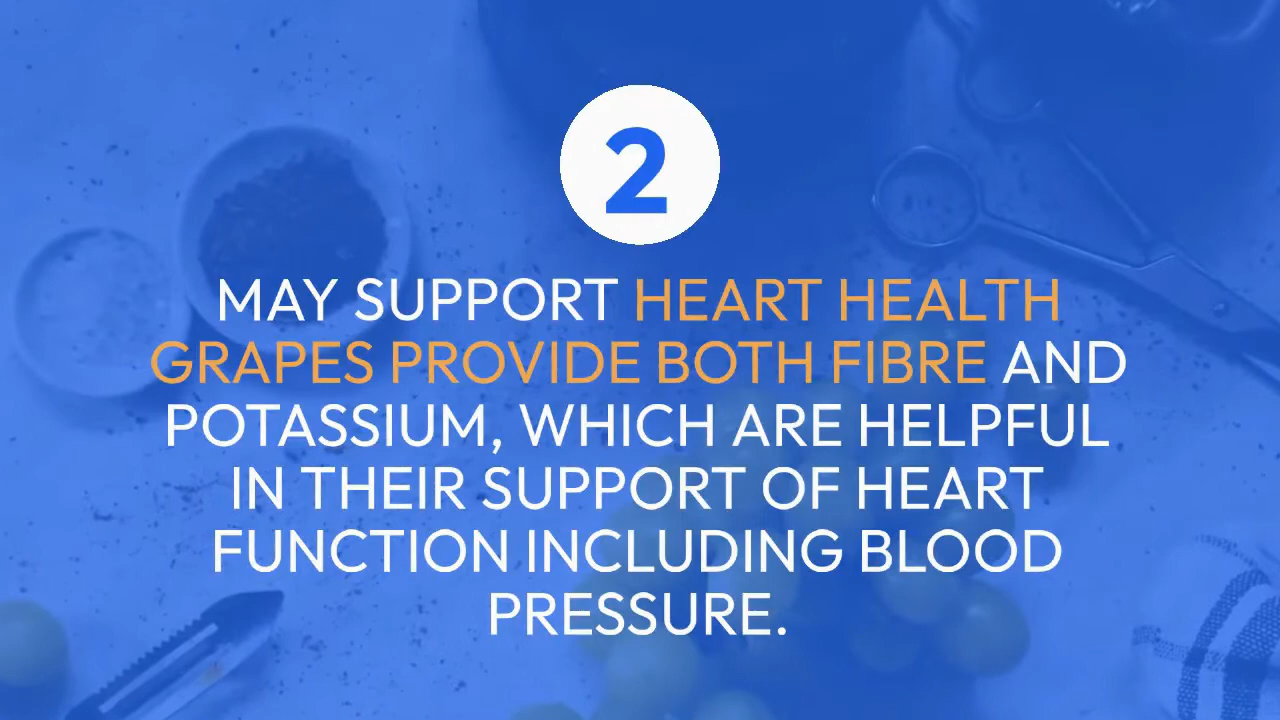 2
MAY SUPPORT HEART HEALTH
GRAPES PROVIDE BOTH FIBRE AND
POTASSIUM, WHICH ARE HELPFUL
IN THEIR SUPPORT OF HEART
FUNCTION INCLUDING BLOOD
PRESSURE.